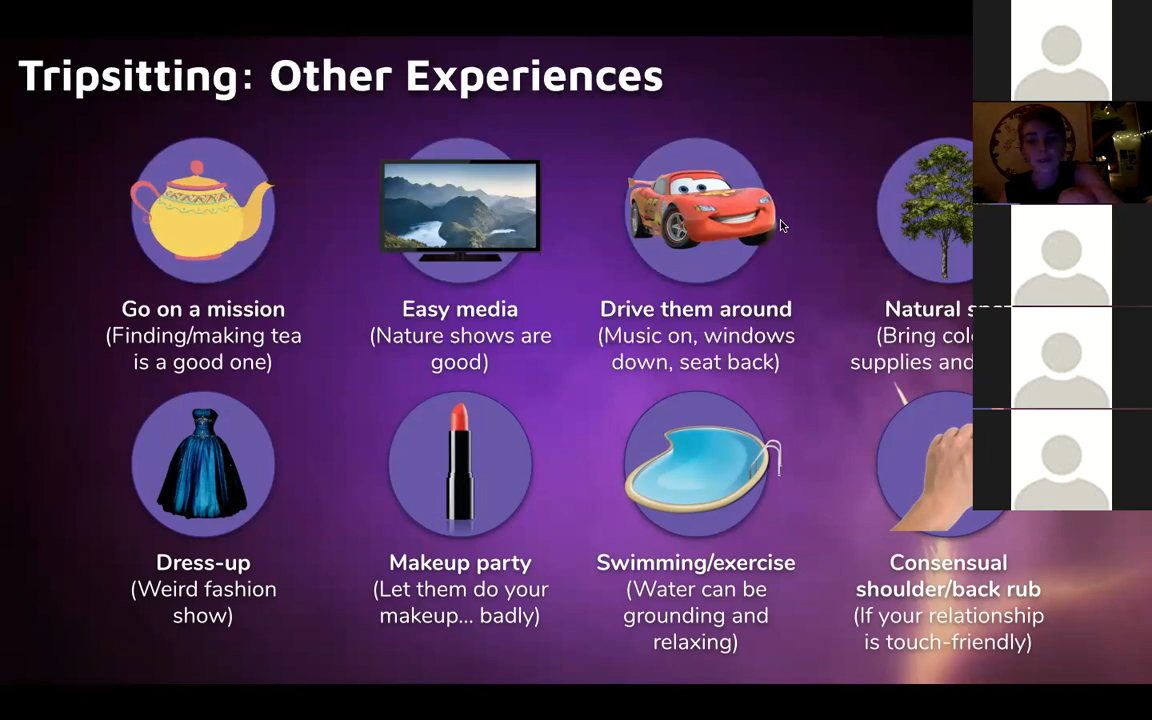 Tripsitting: Other Experiences
Go on a mission
(Finding/making tea
is a good one)
Easy media
(Nature shows are
good)
Drive them around
(Music on, windows
down, seat back)
Natural
(Bring
supplies and
Dress-up
(Weird fashion
show)
Makeup party
(Let them do your
makeup... badly)
Swimming/exercise
(Water can be
grounding and
relaxing)
Consensual
shoulder/back rub
(If your relationship
is touch-friendly)